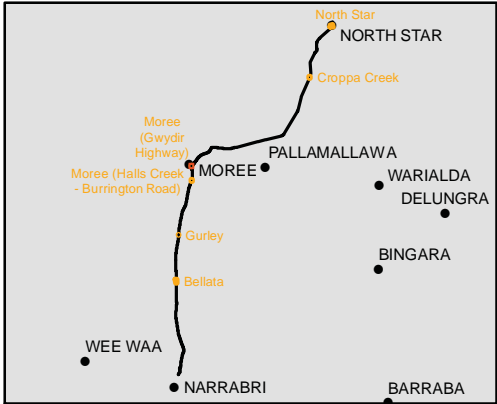 North Star
NORTH STAR
Croppa Creek
Moree
(Gwydir
Highway)
MOREE
PALLAMALLAWA
Moree (Halls Creek
- Burrington Road)
WARIALDA
DELUNGRA
Gurley
BINGARA
Bellata
WEE WAA
NARRABRI
BARRABA